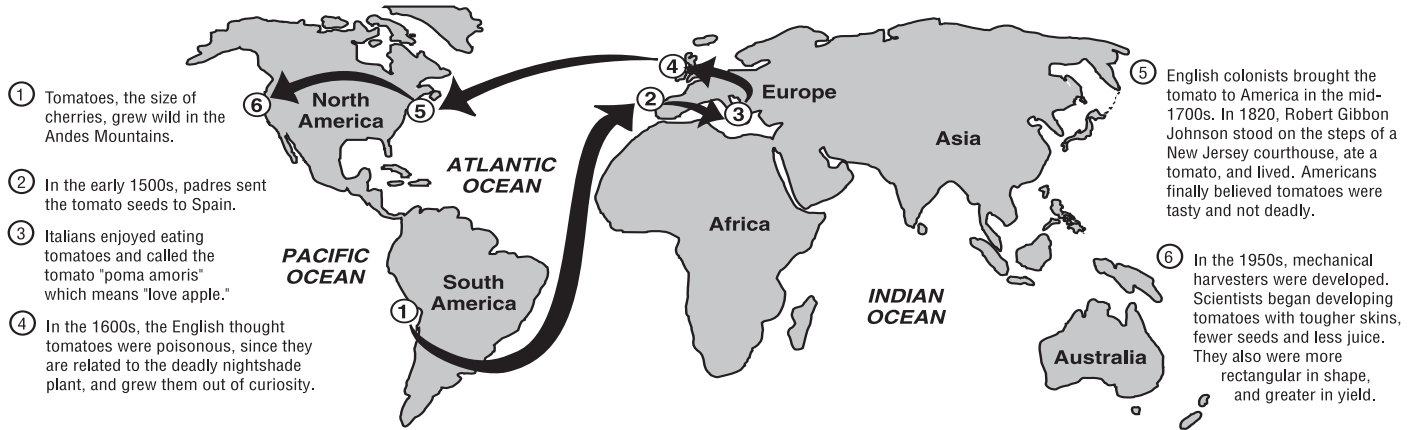 1 Tomatoes, the size of
cherries, grew wild in the
Andes Mountains.
2 In the early 1500s, padres sent
the tomato seeds to Spain.
3 Italians enjoyed eating
tomatoes and called the
tomato "poma amoris"
which means "love apple."
4 In the 1600s, the English thought
tomatoes were poisonous, since they
are related to the deadly nightshade
plant, and grew them out of curiosity.
6
North
America
5
ATLANTIC
OCEAN
PACIFIC
OCEAN
South
America
1
4
2
3
Europe
Asia
Africa
INDIAN
OCEAN
Australia
5 English colonists brought the
tomato to America in the mid-
1700s. In 1820, Robert Gibbon
Johnson stood on the steps of a
New Jersey courthouse, ate a
tomato, and lived. Americans
finally believed tomatoes were
tasty and not deadly.
6 In the 1950s, mechanical
harvesters were developed.
Scientists began developing
tomatoes with tougher skins,
fewer seeds and less juice.
They also were more
rectangular in shape,
and greater in yield.